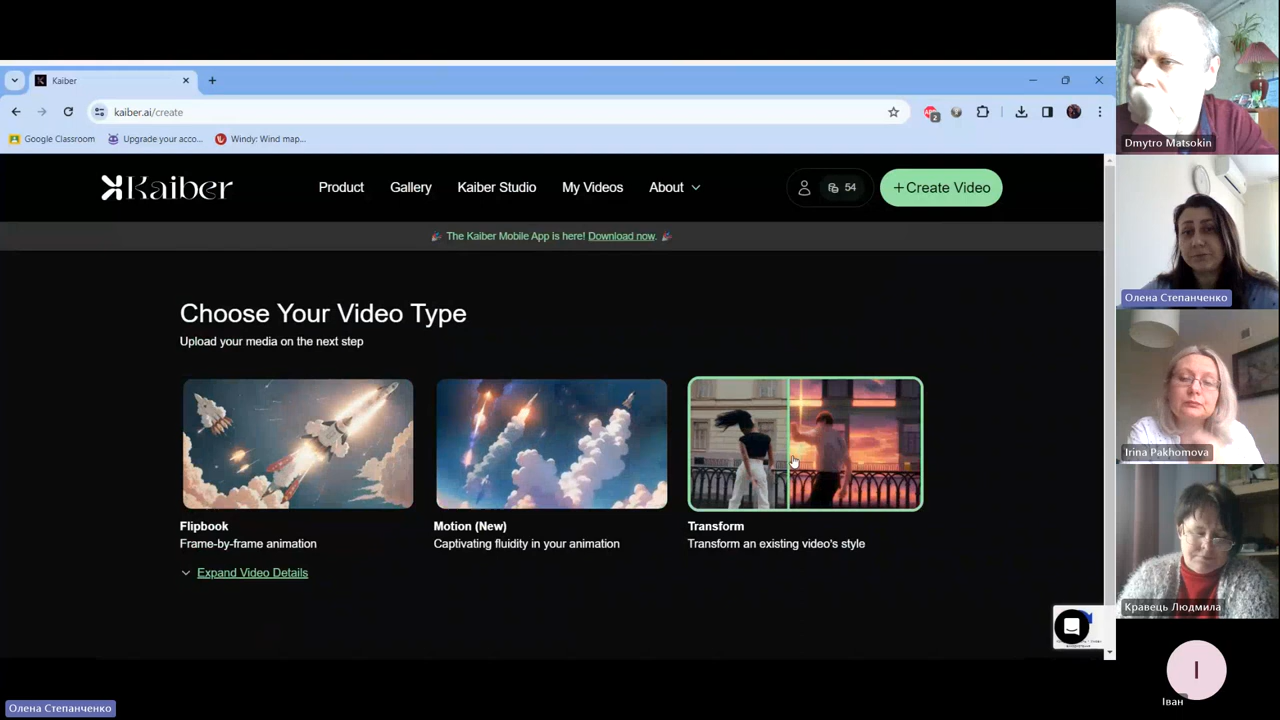 Kaiber
kaiber.ai/create
2
Google Classroom
Upgrade your acco...
Windy: Wind map...
Kaiber
Product
Gallery
Kaiber Studio
My Videos
About
54
+Create Video
🎉 The Kaiber Mobile App is here! Download now. 🎉
Choose Your Video Type
Upload your media on the next step
Flipbook
Frame-by-frame animation
Motion (New)
Captivating fluidity in your animation
Transform
Transform an existing video's style
Expand Video Details
Dmytro Matsokin
Олена Степанченко
Irina Pakhomova
Кравець Людмила
І
Іван
Олена Степанченко